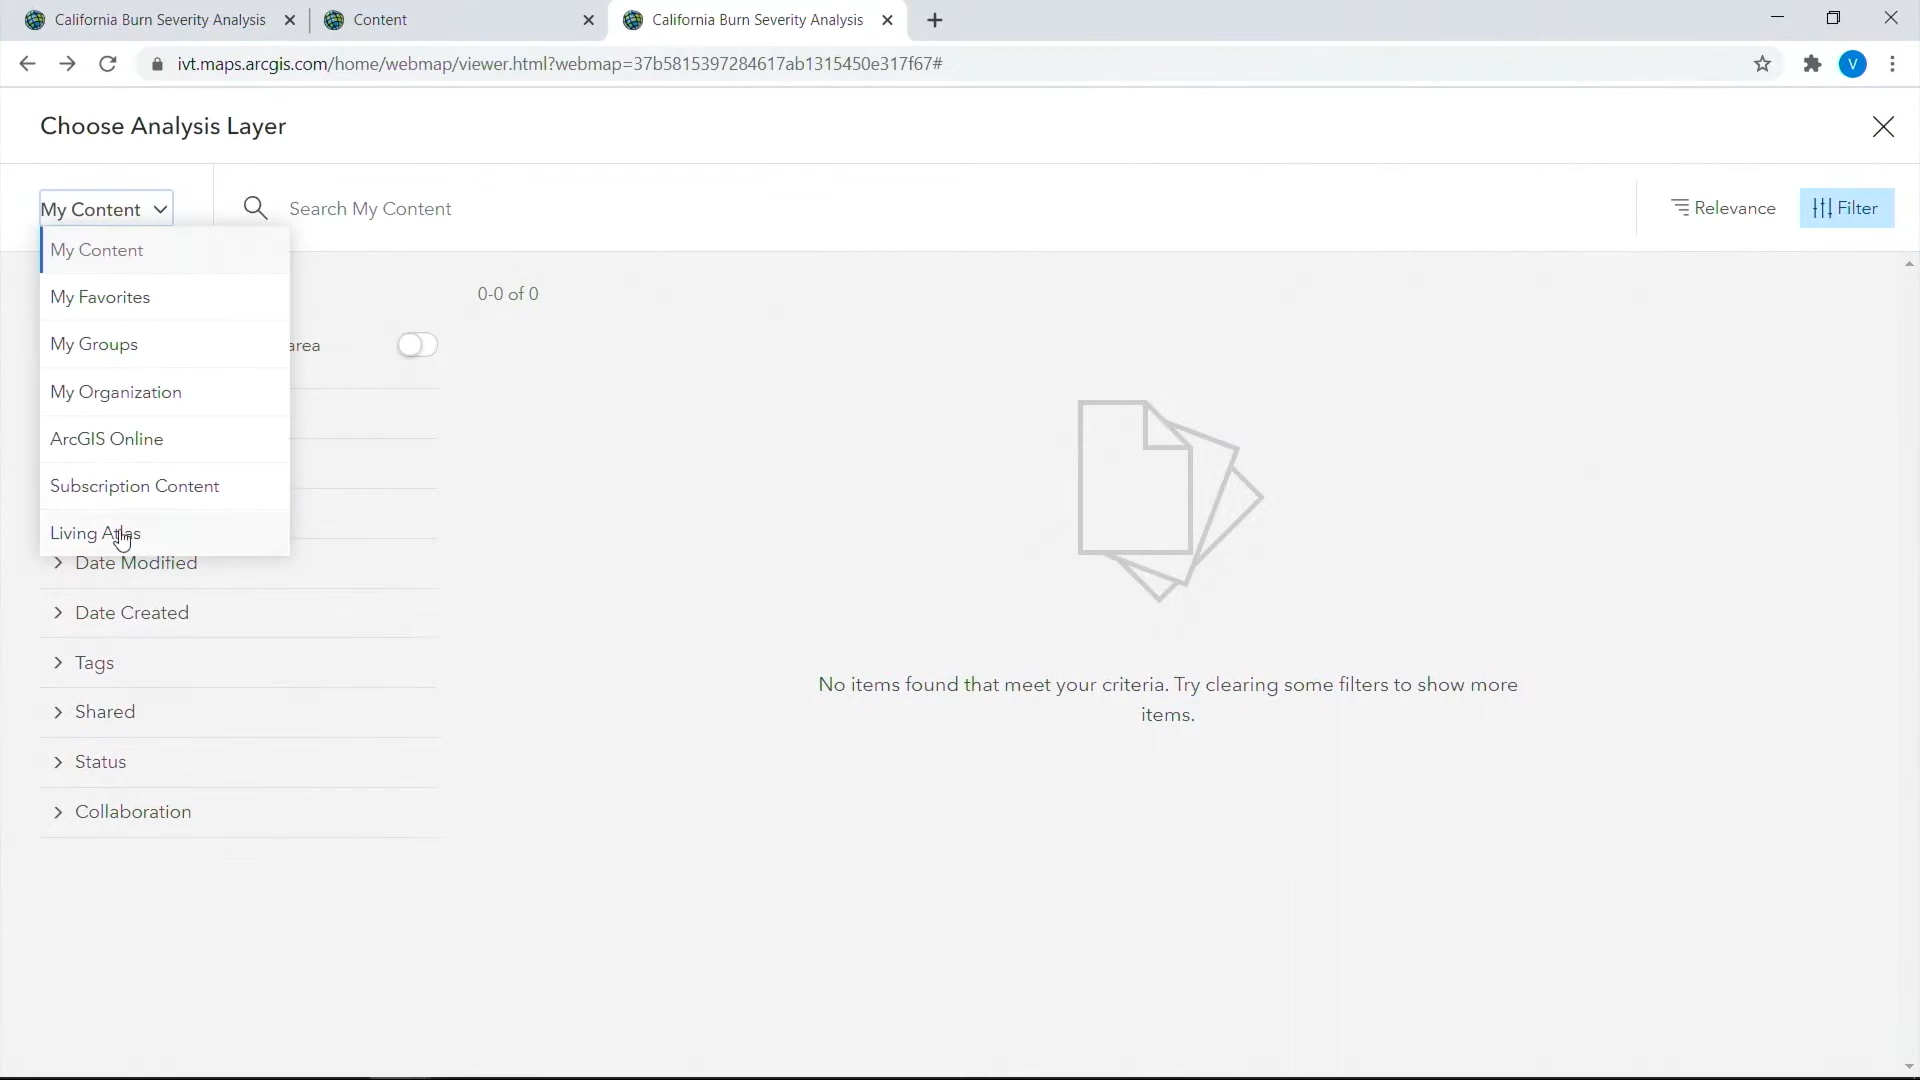 California Burn Severity Analysis
Content
California Burn Severity Analysis
ivt.maps.arcgis.com/home/webmap/viewer.html?webmap=37b5815397284617ab1315450e317f67#
V
Choose Analysis Layer
My Content
Search My Content
Relevance
Filter
My Content
My Favorites
My Groups
My Organization
ArcGIS Online
Subscription Content
Living Atlas
0-0 of 0
area
Date Modified
Date Created
Tags
Shared
Status
Collaboration
No items found that meet your criteria. Try clearing some filters to show more
items.